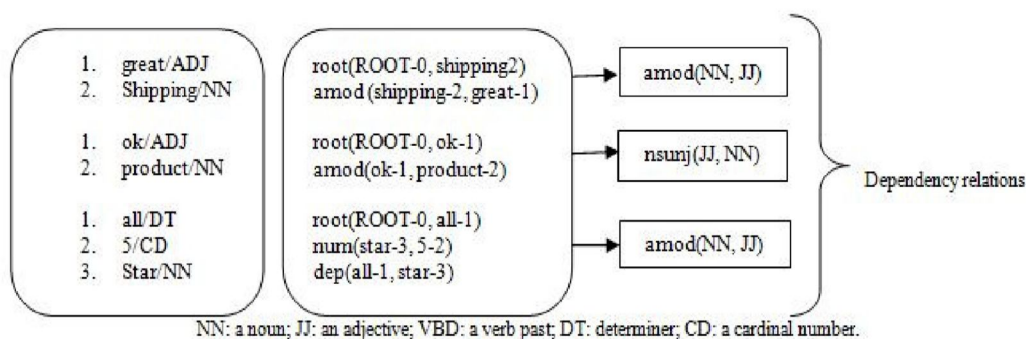 1. great/ADJ
2. Shipping/NN
1. ok/ADJ
2. product/NN
1. all/DT
2. 5/CD
3. Star/NN
root(ROOT-0, shipping2)
amod (shipping-2, great-1)
root(ROOT-0, ok-1)
amod(ok-1, product-2)
root(ROOT-0, all-1)
num(star-3, 5-2)
dep(all-1, star-3)
amod(NN, JJ)
nsunj(JJ, NN)
amod(NN, JJ)
Dependency relations
NN: a noun; JJ: an adjective; VBD: a verb past; DT: determiner; CD: a cardinal number.